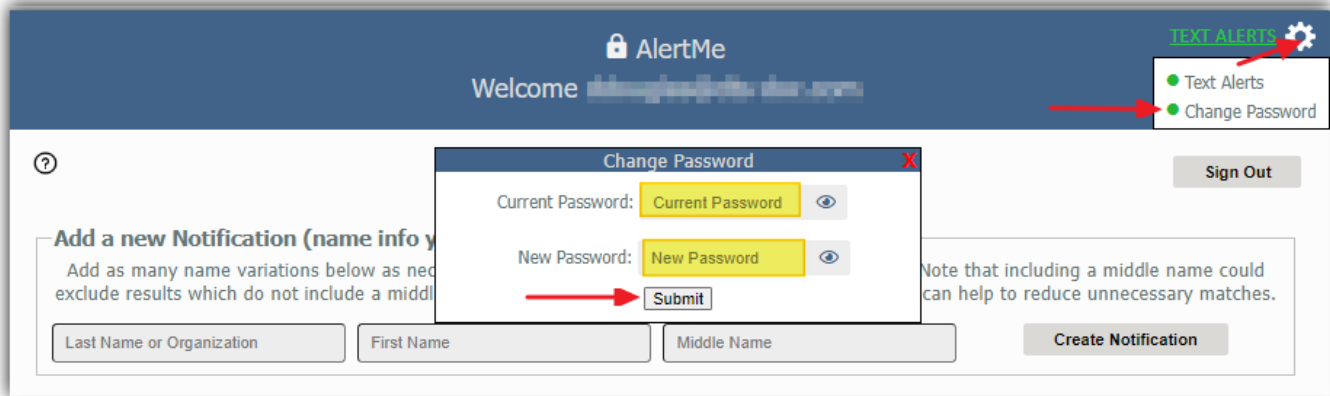 AlertMe
TEXT ALERTS
Welcome
Text Alerts
Change Password
?
Change Password X
Sign Out
Current Password: Current Password
New Password: New Password
Submit
Add a new Notification (name info y
Add as many name variations below as nec
Note that including a middle name could
exclude results which do not include a middl
can help to reduce unnecessary matches.
Last Name or Organization
First Name
Middle Name
Create Notification